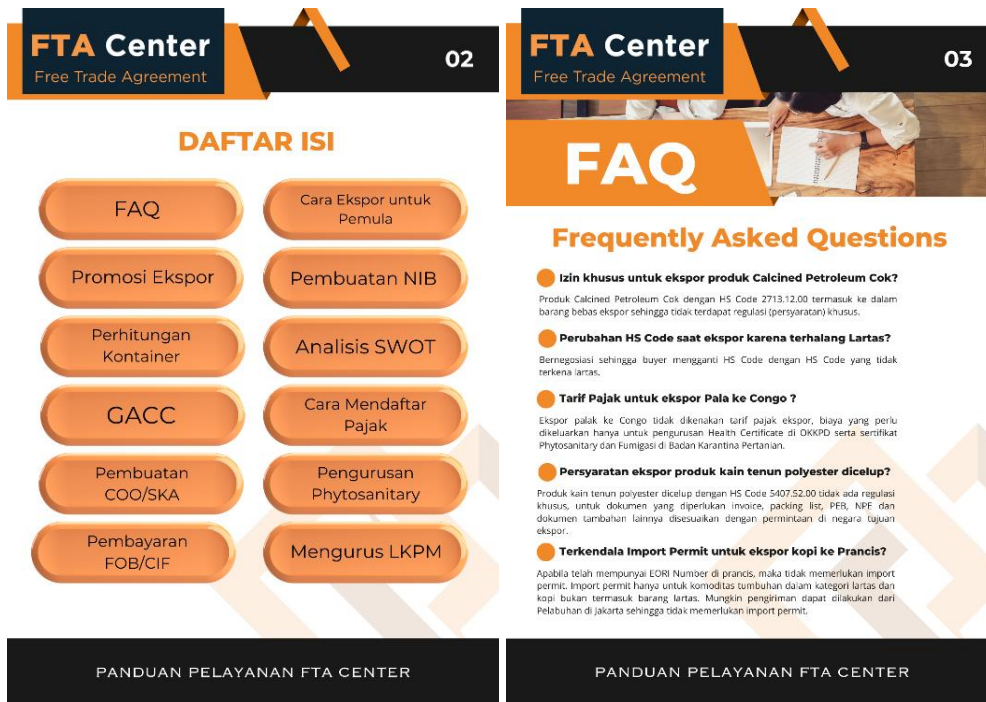 FTA Center
Free Trade Agreement
02
DAFTAR ISI
FAQ
Cara Ekspor untuk
Pemula
Promosi Ekspor
Pembuatan NIB
Perhitungan
Kontainer
Analisis SWOT
GACC
Cara Mendaftar
Pajak
Pembuatan
COO/SKA
Pengurusan
Phytosanitary
Pembayaran
FOB/CIF
Mengurus LKPM
PANDUAN PELAYANAN FTA CENTER
FTA Center
Free Trade Agreement
03
FAQ
Frequently Asked Questions
Izin khusus untuk ekspor produk Calcined Petroleum Cok?
Produk Calcined Petroleum Cok dengan HS Code 2713.12.00 termasuk ke dalam
barang bebas ekspor sehingga tidak terdapat regulasi (persyaratan) khusus.
Perubahan HS Code saat ekspor karena terhalang Lartas?
Bernegosiasi sehingga buyer mengganti HS Code dengan HS Code yang tidak
terkena lartas.
Tarif Pajak untuk ekspor Pala ke Congo ?
Ekspor palak ke Congo tidak dikenakan tarif pajak ekspor, biaya yang perlu
dikeluarkan hanya untuk pengurusan Health Certificate di OKKPD serta sertifikat
Phytosanitary dan Fumigasi di Badan Karantina Pertanian.
Persyaratan ekspor produk kain tenun polyester dicelup?
Produk kain tenun polyester dicelup dengan HS Code 5407.52.00 tidak ada regulasi
khusus, untuk dokumen yang diperlukan invoice, packing list, PEB, NPE dan
dokumen tambahan lainnya disesuaikan dengan permintaan di negara tujuan
ekspor.
Terkendala Import Permit untuk ekspor kopi ke Prancis?
Apabila telah mempunyai EORI Number di prancis, maka tidak memerlukan import
permit. Import permit hanya untuk komoditas tumbuhan dalam kategori lartas dan
kopi bukan termasuk barang lartas. Mungkin pengiriman dapat dilakukan dari
Pelabuhan di Jakarta sehingga tidak memerlukan import permit.
PANDUAN PELAYANAN FTA CENTER